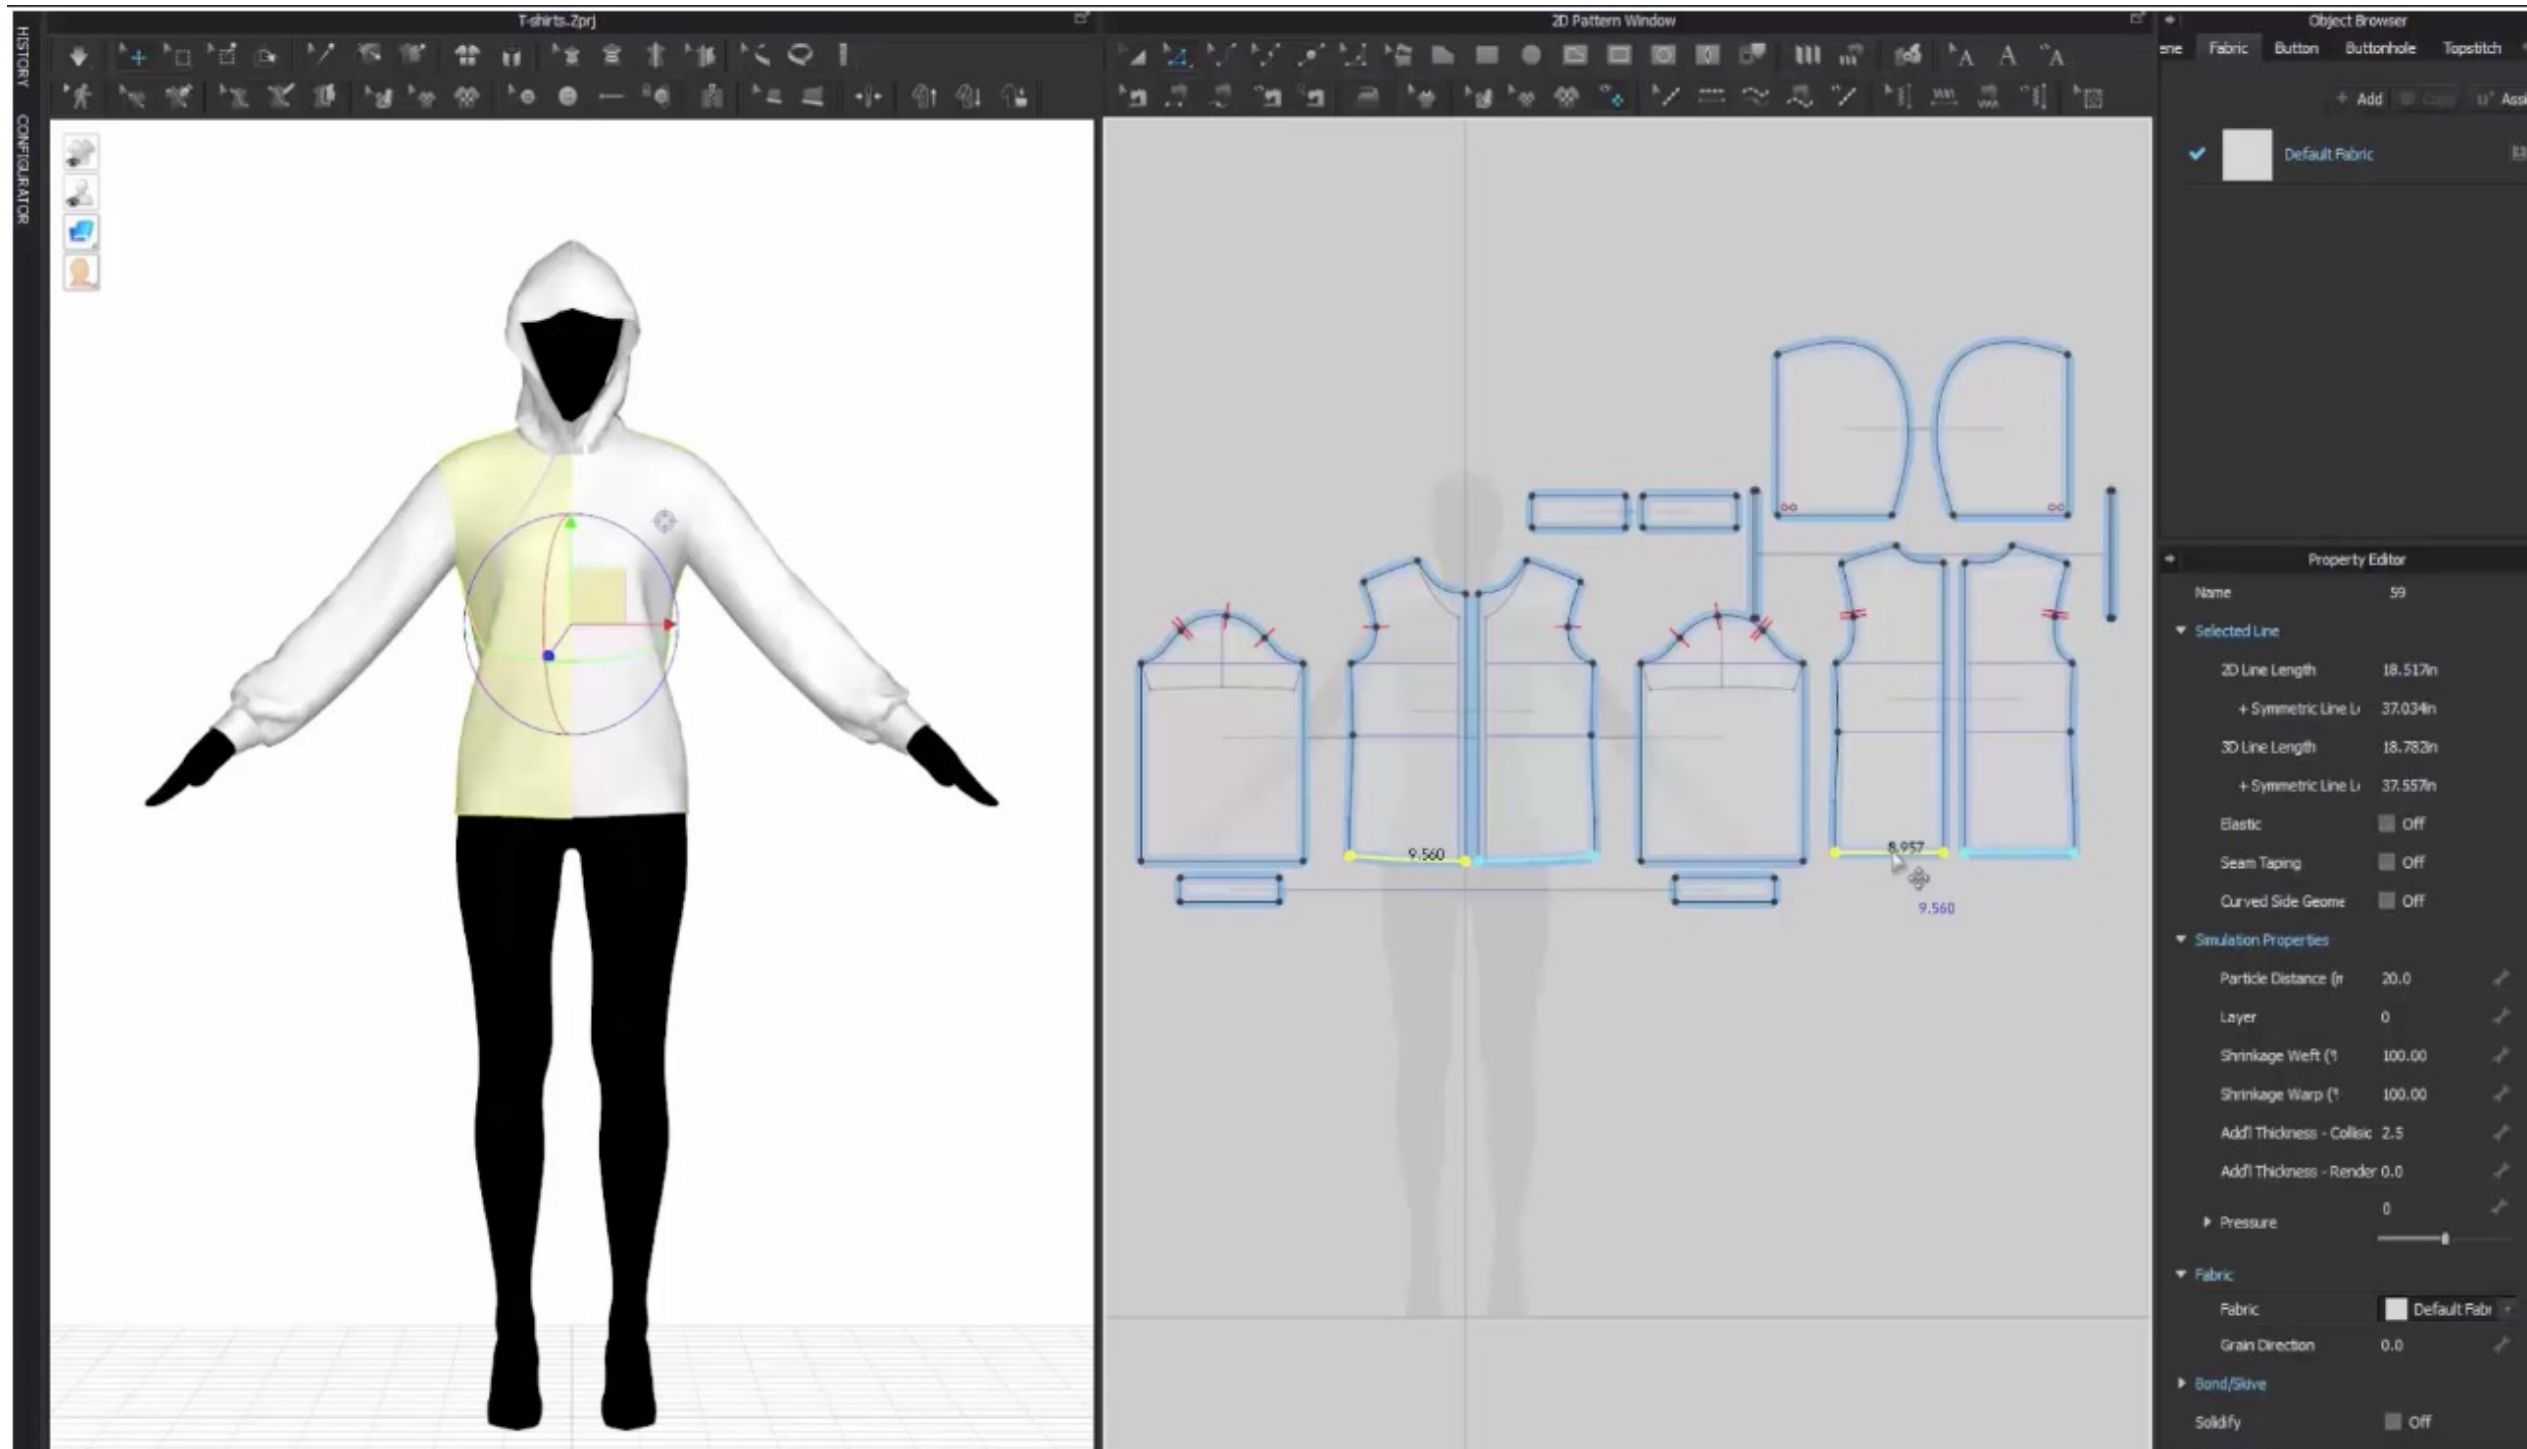 T-shirts.Zprj
2D Pattern Window
Object Browser
HISTORY
CONFIGURATOR
ene Fabric Button Buttonhole Topstitch
+ Add Copy Assi
Default Fabric
9.560
8.957
9.560
Property Editor
Name 59
Selected Line
2D Line Length 18.517in
+ Symmetric Line L 37.034in
3D Line Length 18.782in
+ Symmetric Line L 37.557in
Elastic Off
Seam Taping Off
Curved Side Geome Off
Simulation Properties
Particle Distance (m 20.0
Layer 0
Shrinkage Weft (% 100.00
Shrinkage Warp (% 100.00
Add'l Thickness - Collisic 2.5
Add'l Thickness - Render 0.0
0
Pressure
Fabric
Fabric Default Fabr
Grain Direction 0.0
Bond/Skive
Solidify Off